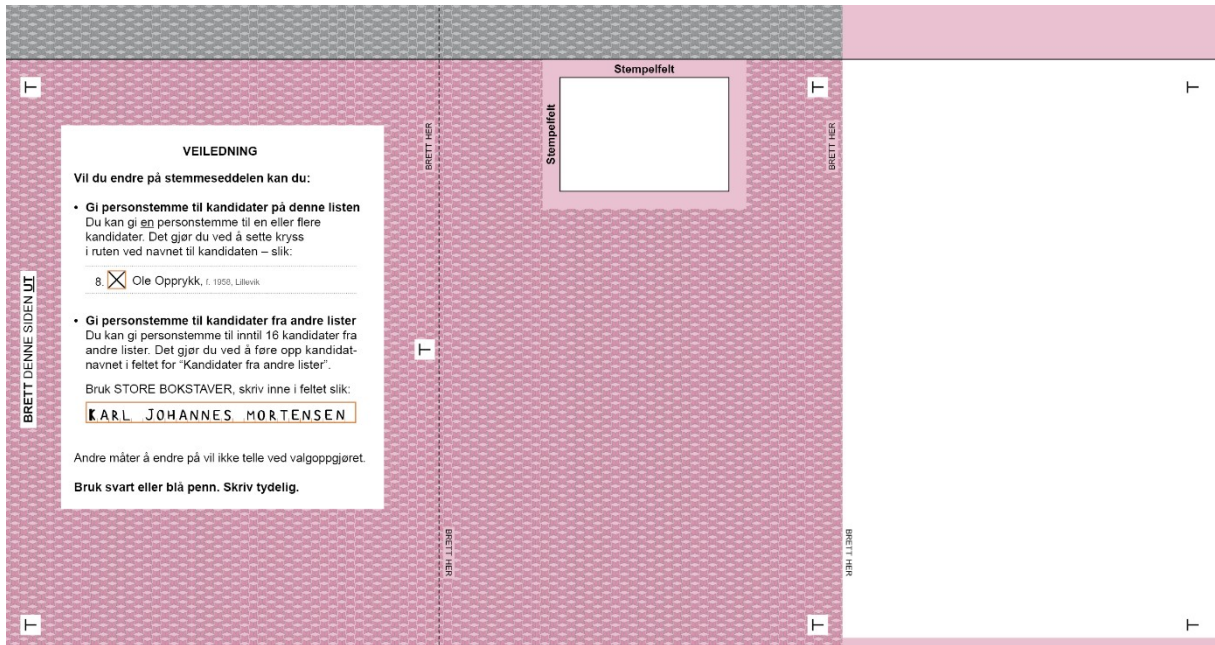 Stempelfelt
Stempelfelt
T
T
T
BRETT HER
BRETT HER
VEILEDNING
Vil du endre på stemmeseddelen kan du:
• Gi personstemme til kandidater på denne listen
Du kan gi en personstemme til en eller flere
kandidater. Det gjør du ved å sette kryss
i ruten ved navnet til kandidaten – slik:
8. Ole Opprykk, f. 1958, Lillevik
• Gi personstemme til kandidater fra andre lister
Du kan gi personstemme til inntil 16 kandidater fra
andre lister. Det gjør du ved å føre opp kandidat-
navnet i feltet for “Kandidater fra andre lister”.
Bruk STORE BOKSTAVER, skriv inne i feltet slik:
KARL JOHANNES MORTENSEN
Andre måter å endre på vil ikke telle ved valgoppgjøret.
Bruk svart eller blå penn. Skriv tydelig.
BRETT DENNE SIDEN UT
T
BRETT HER
BRETT HER
T
T
T